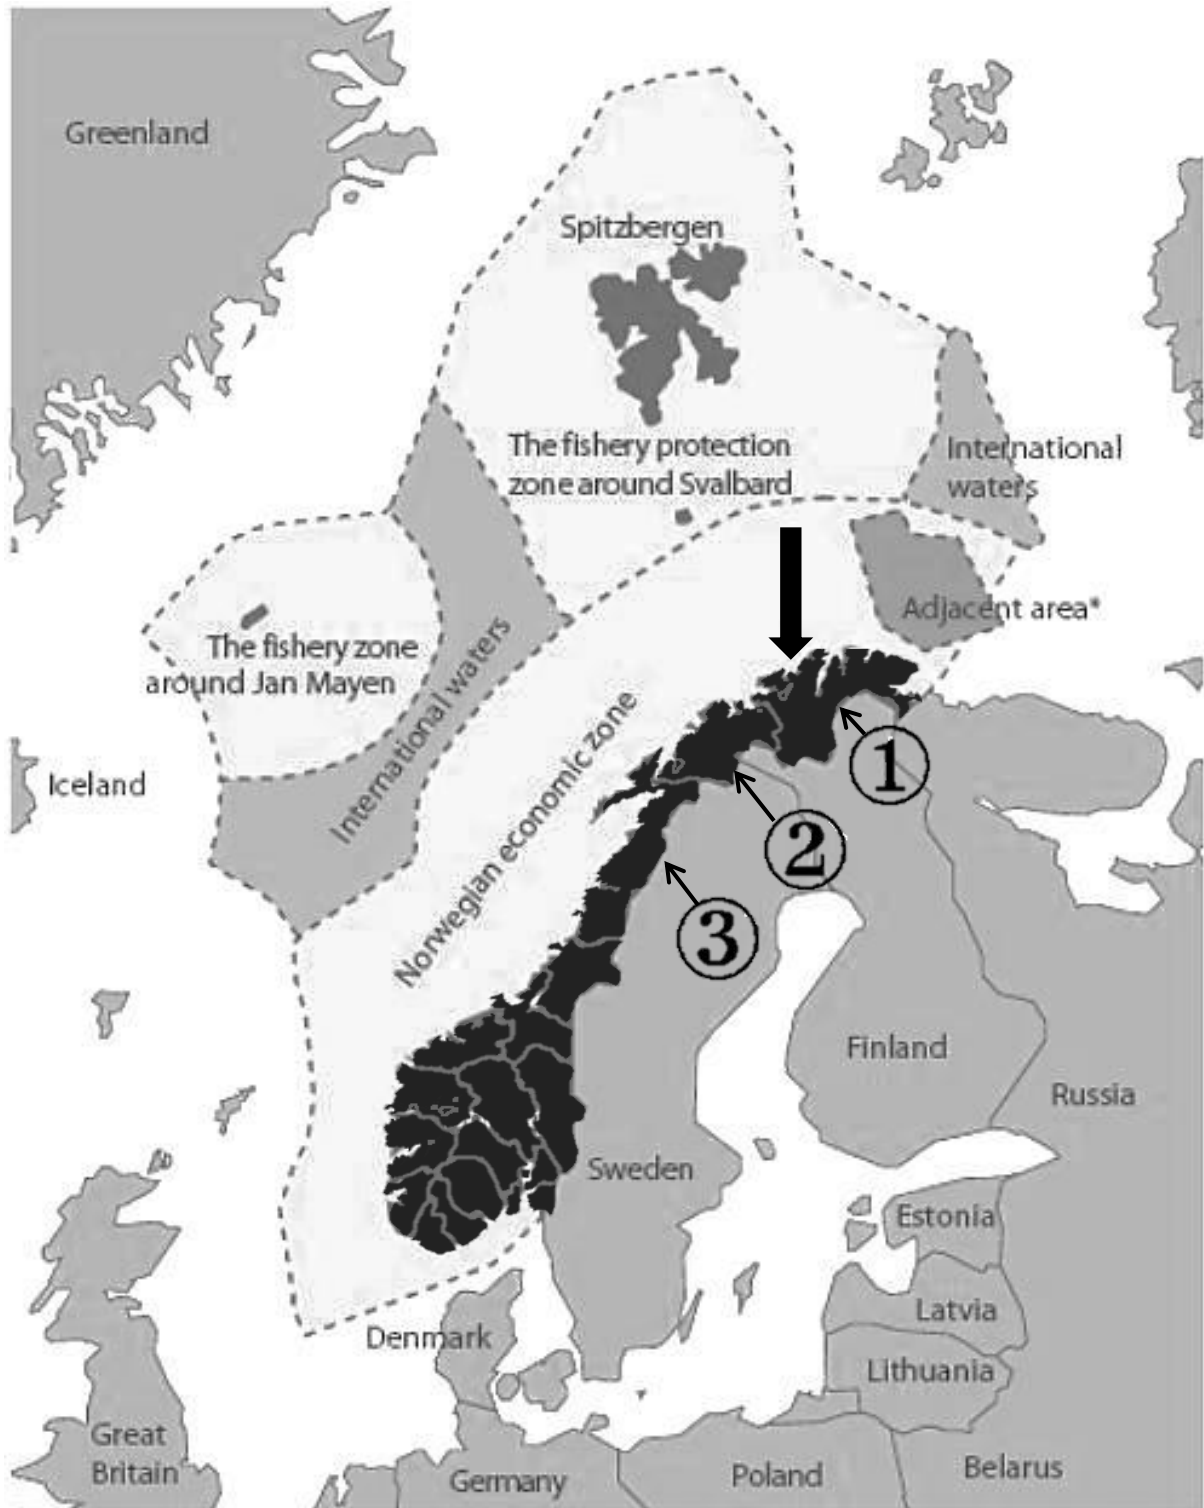 Greenland
Spitzbergen
The fishery protection
zone around Svalbard
International
waters
Adjacent area*
The fishery zone
around Jan Mayen
International waters
Norwegian economic zone
Iceland
①
②
③
Finland
Russia
Sweden
Estonia
Latvia
Denmark
Lithuania
Great
Britain
Germany
Poland
Belarus